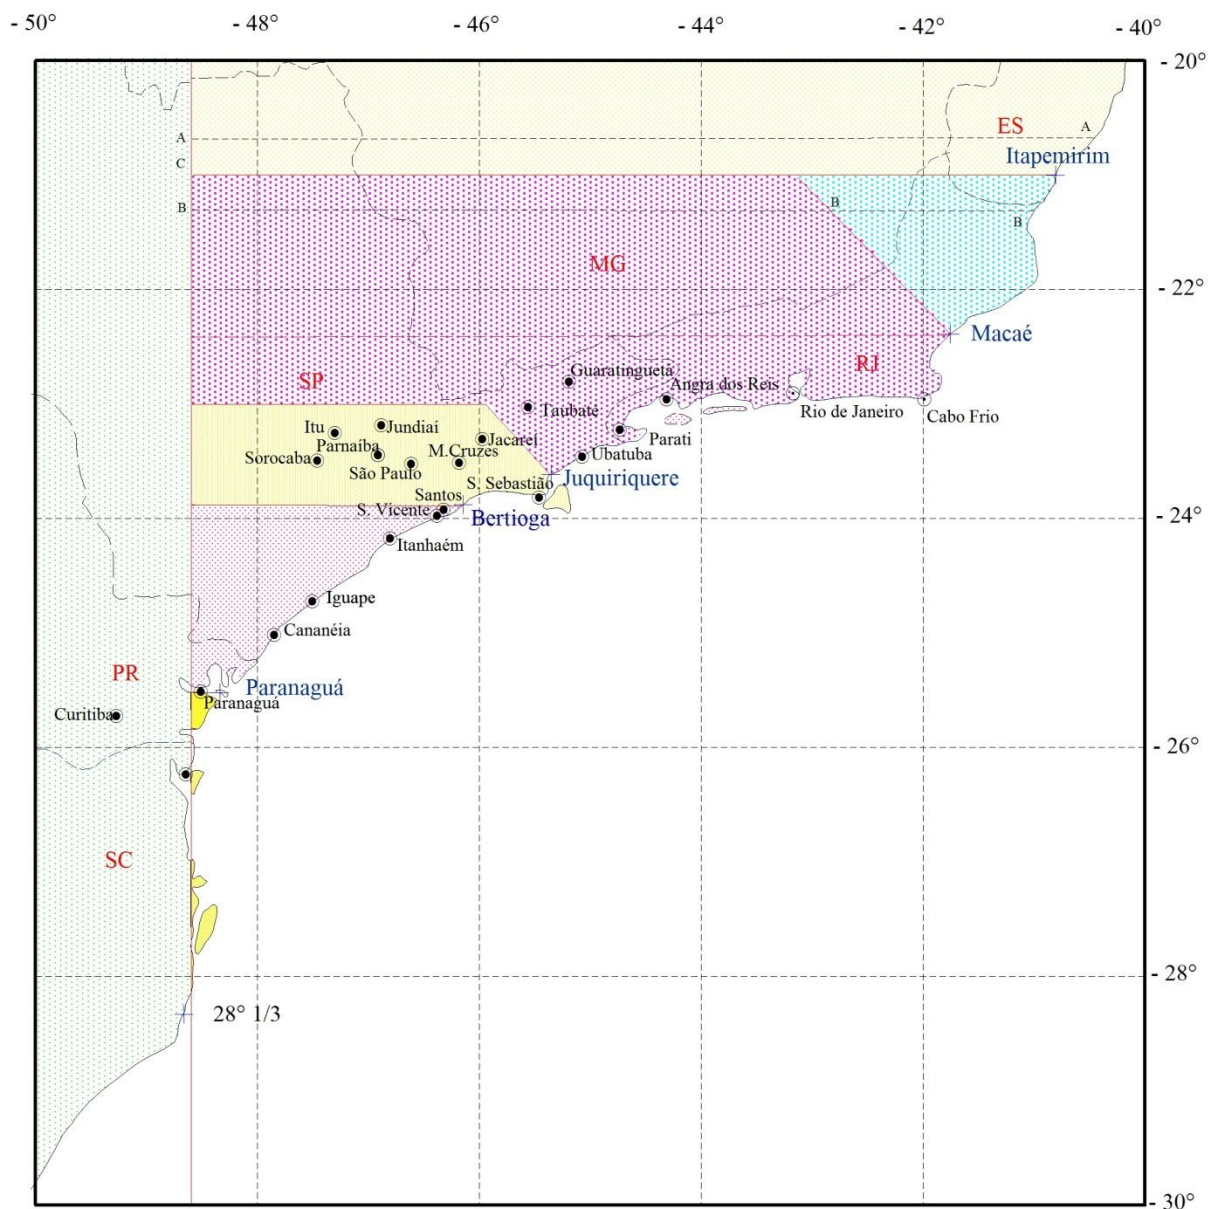 - 50°
- 48°
- 46°
- 44°
- 42°
- 40°
- 20°
A
ES
A
C
Itapemirim
B
B
B
MG
- 22°
Macaé
SP
Guaratinguetá
RJ
Angra dos Reis
Taubaté
Rio de Janeiro
Cabo Frio
Itu
Jundiaí
Parnaíba
Jacareí
Parati
Sorocaba
M.Cruzes
Ubatuba
São Paulo
S. Sebastião
Juquiriquere
Santos
S. Vicente
Bertioga
- 24°
Itanhaém
Iguape
Cananéia
PR
Paranaguá
Paranaguá
Curitiba
- 26°
SC
- 28°
28° 1/3
- 30°